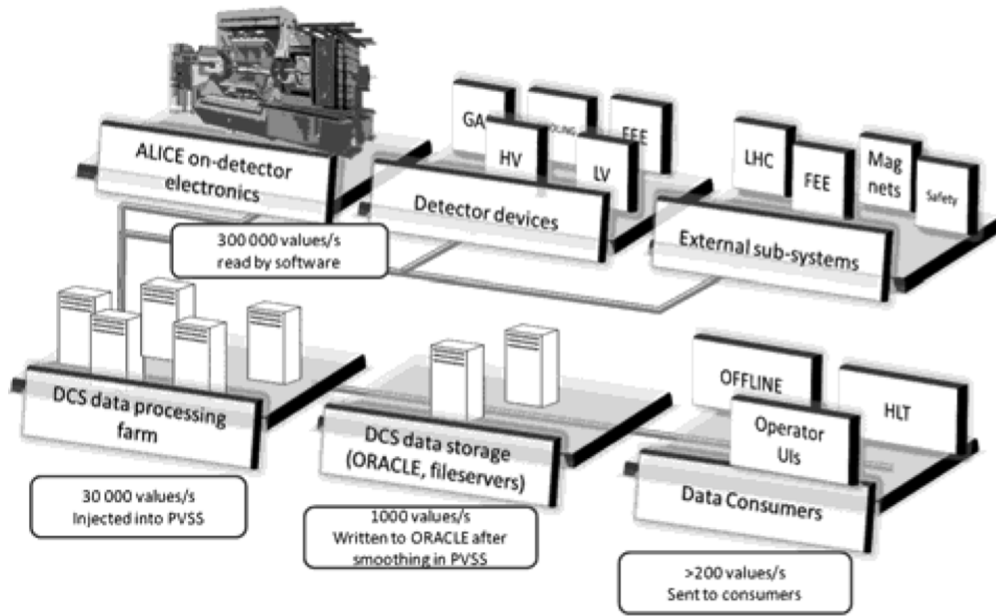 GA
OLING
FEE
HV
LV
LHC
FEE
Mag
nets
Safety
ALICE on-detector
electronics
Detector devices
External sub-systems
300 000 values/s
read by software
OFFLINE
HLT
Operator
UIs
DCS data processing
farm
DCS data storage
(ORACLE, fileservers)
Data Consumers
30 000 values/s
Injected into PVSS
1000 values/s
Written to ORACLE after
smoothing in PVSS
>200 values/s
Sent to consumers